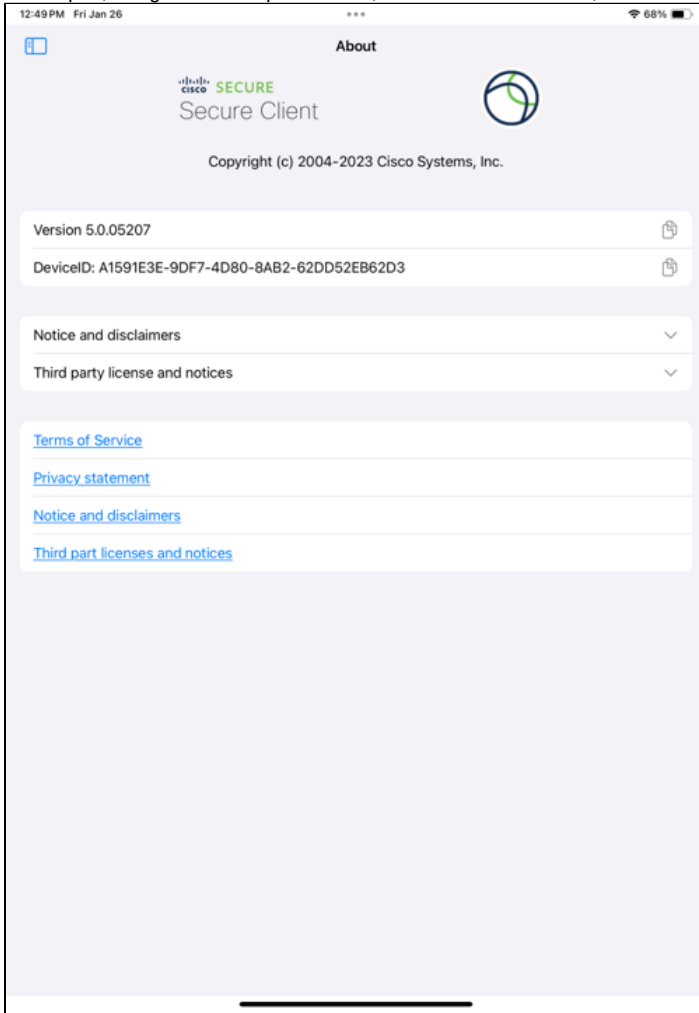 12:49 PM Fri Jan 26 68%
About
cisco SECURE
Secure Client
Copyright (c) 2004-2023 Cisco Systems, Inc.
Version 5.0.05207
DeviceID: A1591E3E-9DF7-4D80-8AB2-62DD52EB62D3
Notice and disclaimers
Third party license and notices
Terms of Service
Privacy statement
Notice and disclaimers
Third part licenses and notices